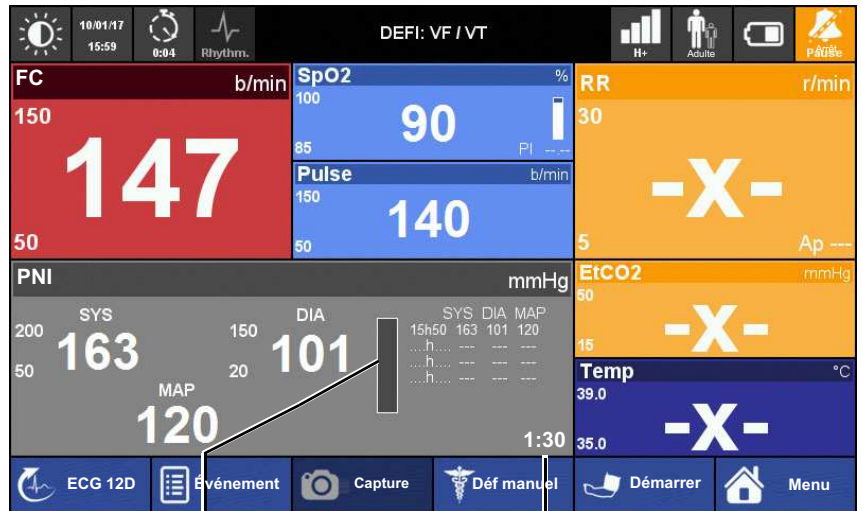 10/01/17
15:59
0:04
Rhythm.
DEFI: VF / VT
H+
Adulte
Pause
FC b/min
150
147
50
SpO2 %
100
90
85
PI --.--
Pulse b/min
150
140
50
RR r/min
30
-X-
5
Ap ---
PNI mmHg
SYS DIA
200 163 50
150 101 20
MAP
120
SYS DIA MAP
15h50 163 101 120
....h.... --- --- ---
....h.... --- --- ---
....h.... --- --- ---
1:30
EtCO2 mmHg
50
-X-
15
Temp °C
39.0
-X-
35.0
ECG 12D
Événement
Capture
Déf manuel
Démarrer
Menu